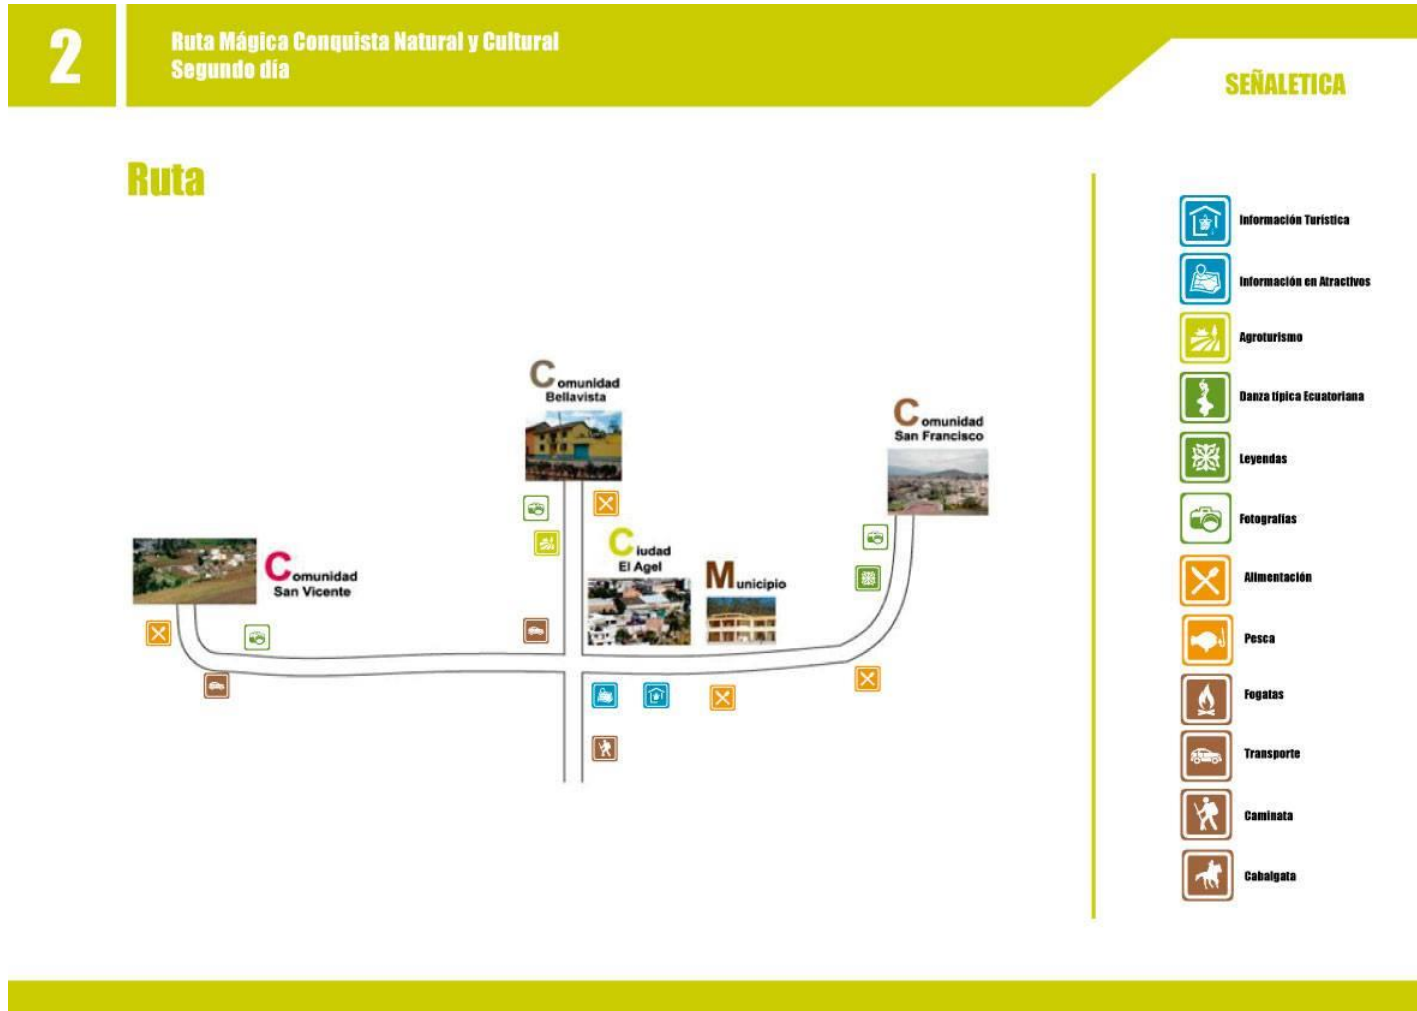 2
Ruta Mágica Conquista Natural y Cultural
Segundo día
SEÑALETICA
Ruta
Comunidad
Bellavista
Comunidad
San Francisco
Ciudad
El Agel
Municipio
Comunidad
San Vicente
Información Turística
Información en Atractivos
Agroturismo
Danza típica Ecuatoriana
Leyendas
Fotografías
Alimentación
Pesca
Fogatas
Transporte
Caminata
Cabalgata